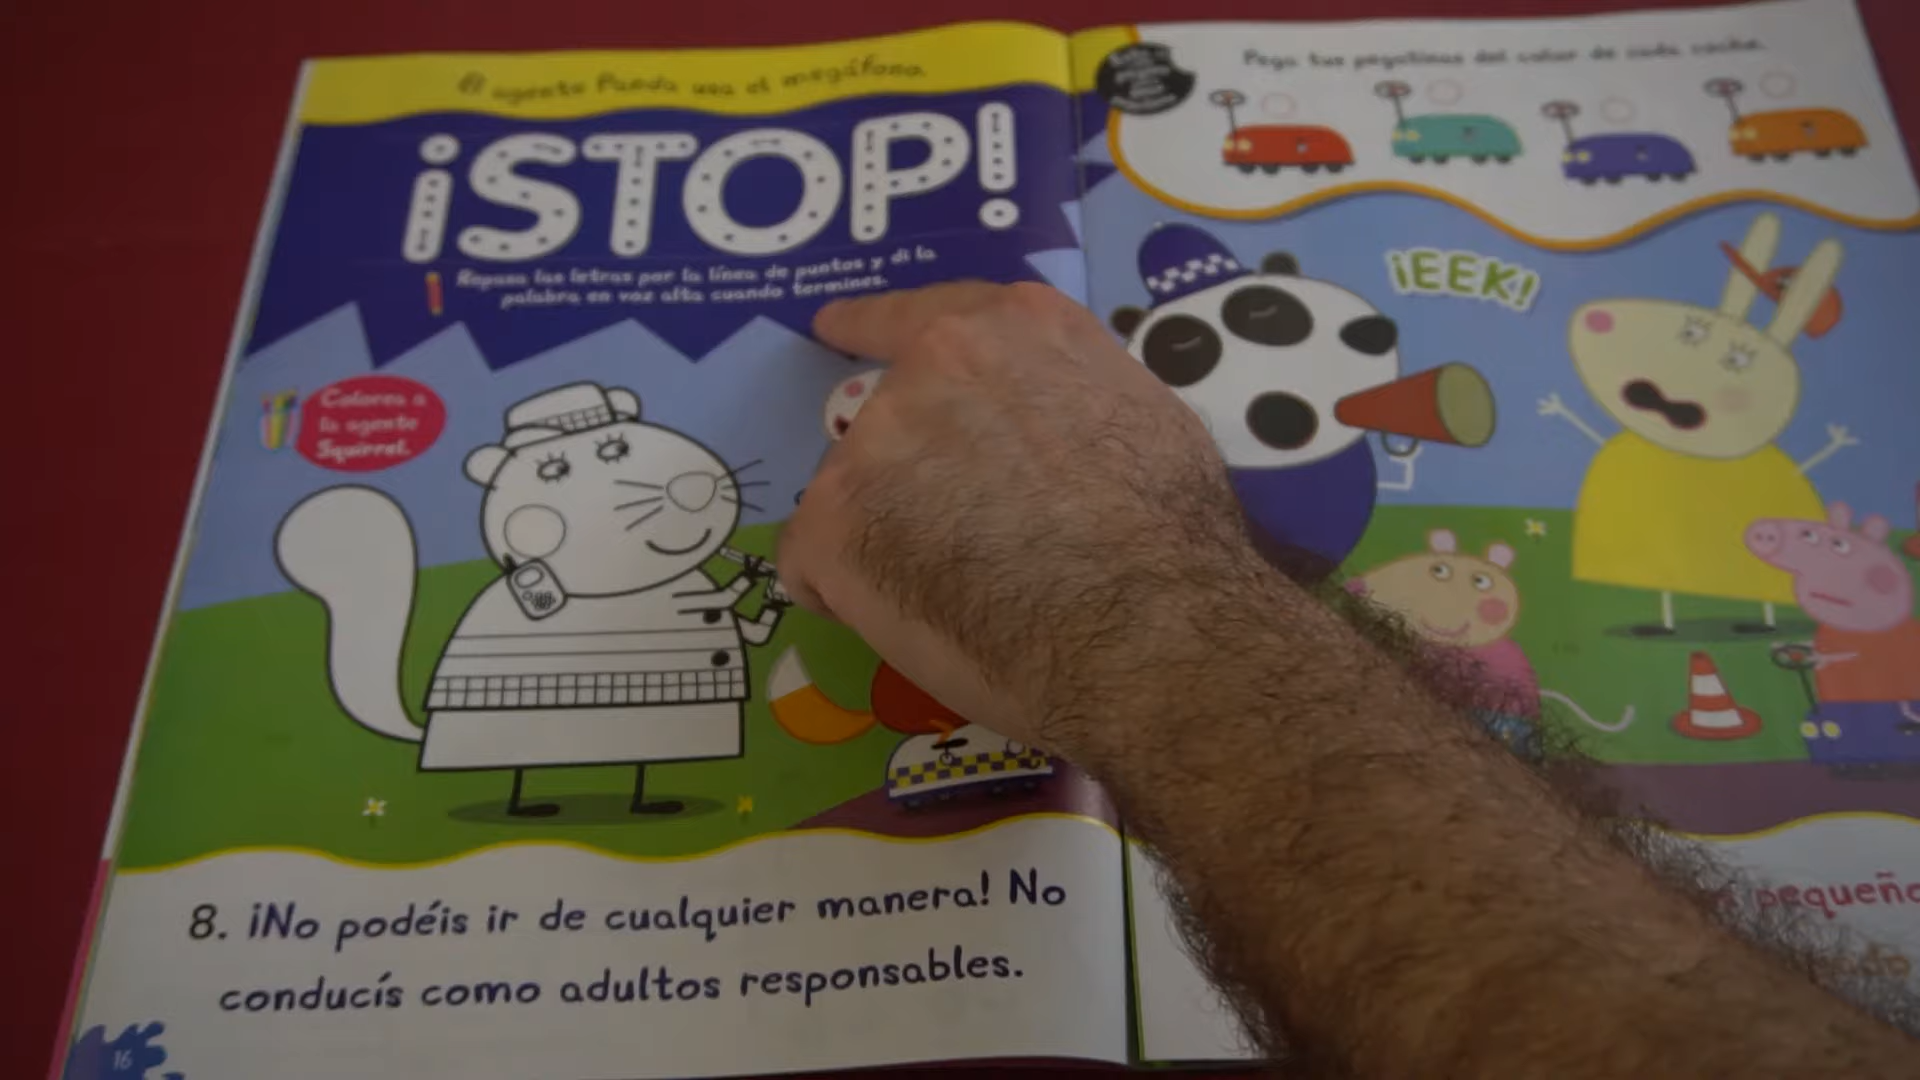 El agente Panda usa el megáfono.
¡STOP!
Repasa las letras por la línea de puntos y di la
palabra en voz alta cuando termines.
Colorea a
la agente
Squirrel.
8. ¡No podéis ir de cualquier manera! No
conducís como adultos responsables.
16
Pega tus pegatinas del color de cada coche.
¡EEK!
pequeño